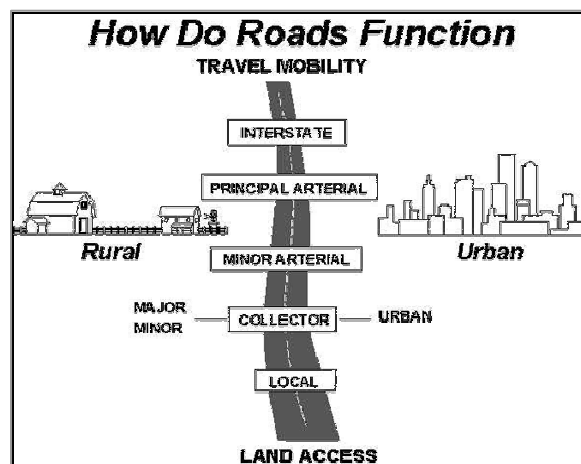 How Do Roads Function
TRAVEL MOBILITY
INTERSTATE
PRINCIPAL ARTERIAL
Rural
Urban
MINOR ARTERIAL
MAJOR
MINOR
COLLECTOR
URBAN
LOCAL
LAND ACCESS